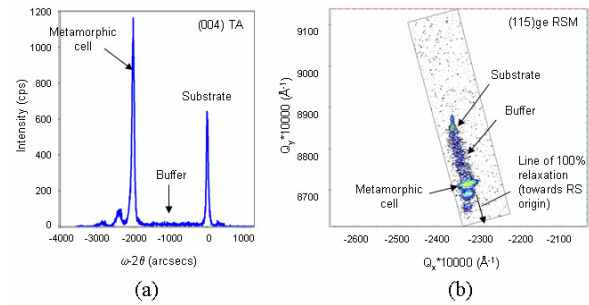 (a)
(004) TA
1200
1000
800
600
400
200
0
Intensity (cps)
Metamorphic
cell
Substrate
Buffer
-4000 -3000 -2000 -1000 0 1000
ω-2θ (arcsecs)
(a)
(b)
(115)ge RSM
9100
9000
8900
8800
8700
Qy*10000 (Å-1)
Substrate
Buffer
Line of 100%
relaxation
(towards RS
origin)
Metamorphic
cell
-2600 -2500 -2400 -2300 -2200 -2100
Qx*10000 (Å-1)
(b)